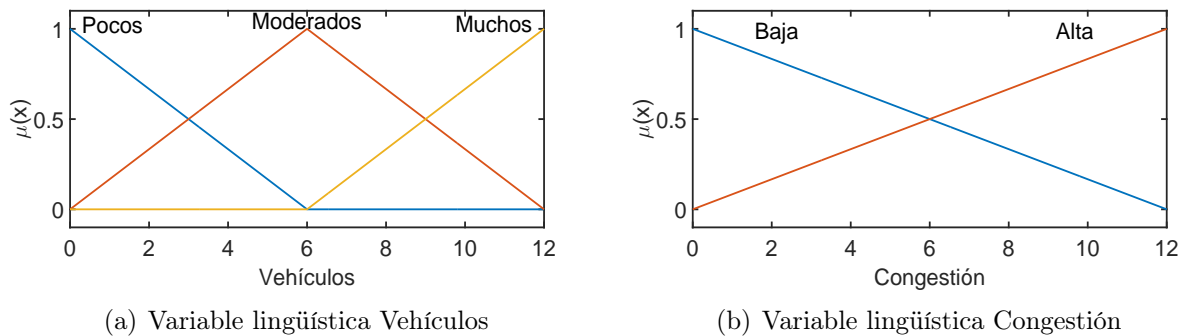 Pocos Moderados Muchos
1
0.5
0
μ(x)
0 2 4 6 8 10 12
Vehículos
(a) Variable lingüística Vehículos
Baja Alta
1
0.5
0
μ(x)
0 2 4 6 8 10 12
Congestión
(b) Variable lingüística Congestión